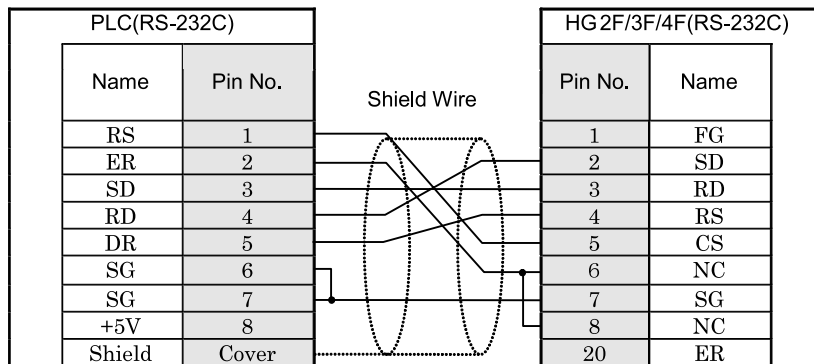 PLC(RS-232C) HG2F/3F/4F(RS-232C)
Name Pin No. Shield Wire Pin No. Name
RS 1 1 FG
ER 2 2 SD
SD 3 3 RD
RD 4 4 RS
DR 5 5 CS
SG 6 6 NC
SG 7 7 SG
+5V 8 8 NC
Shield Cover 20 ER